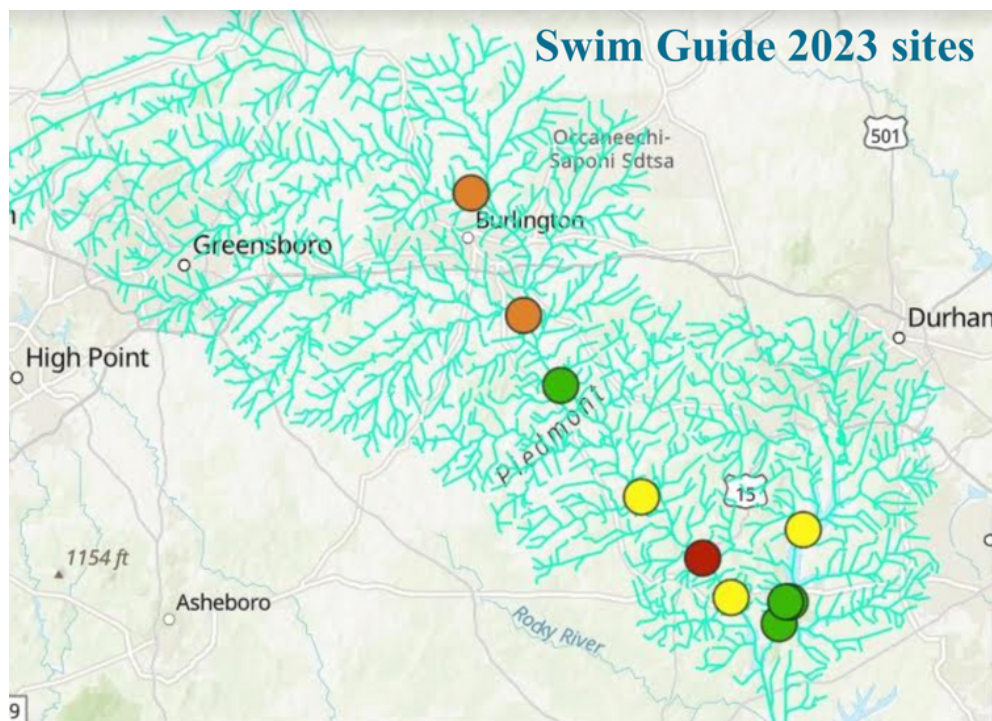 Swim Guide 2023 sites
Occaneechi-
Saponi Sdtsa
501
Burlington
Greensboro
Durham
High Point
Piedmont
15
1154 ft
Asheboro
Rocky River
9